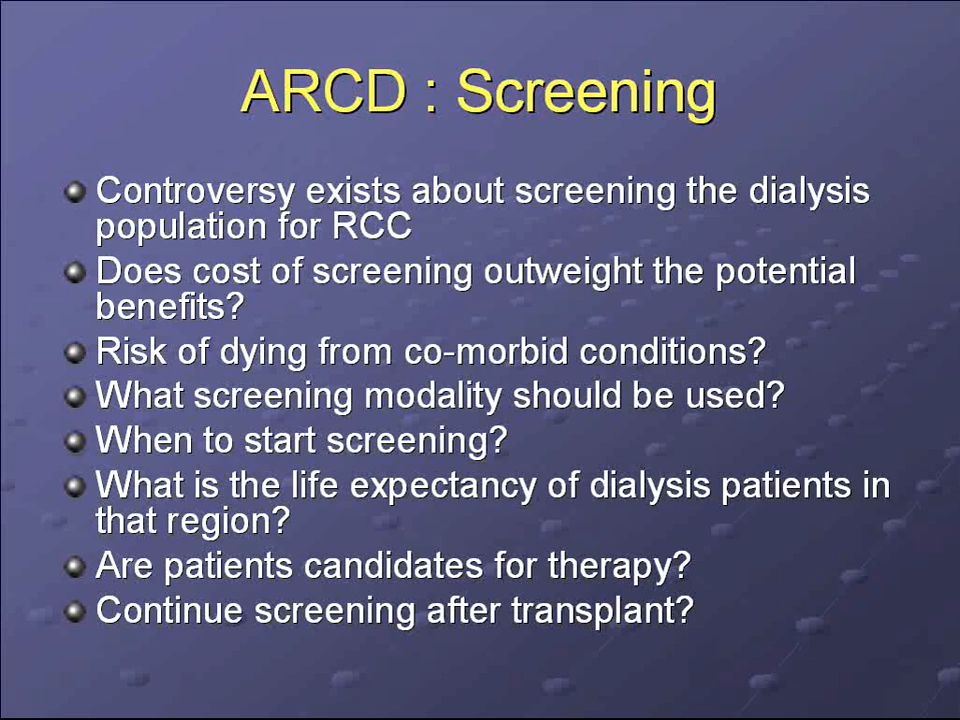 ARCD : Screening
Controversy exists about screening the dialysis
population for RCC
Does cost of screening outweight the potential
benefits?
Risk of dying from co-morbid conditions?
What screening modality should be used?
When to start screening?
What is the life expectancy of dialysis patients in
that region?
Are patients candidates for therapy?
Continue screening after transplant?